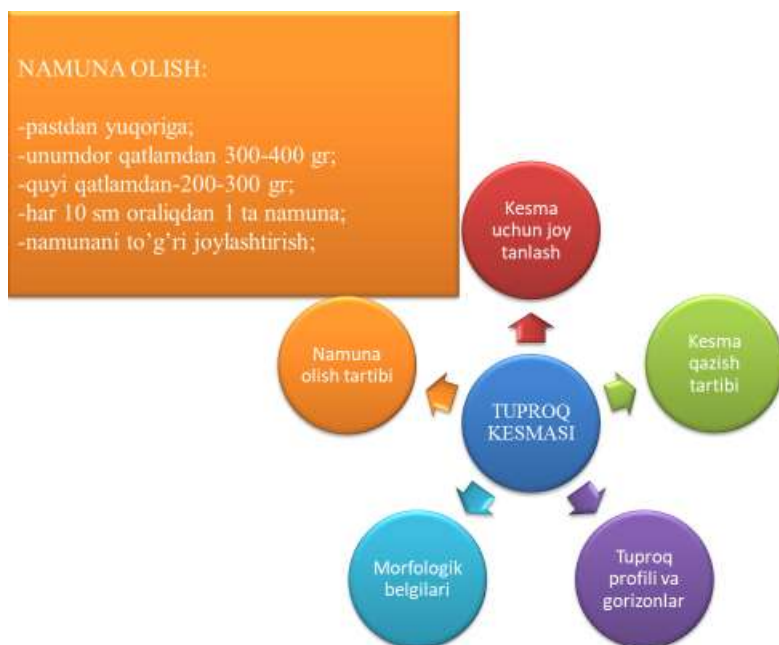 NAMUNA OLISH:
-pastdan yuqoriga;
-unumdor qatlamdan 300-400 gr;
-quyi qatlamdan-200-300 gr;
-har 10 sm oraliqdan 1 ta namuna;
-namunani to’g’ri joylashtirish;
Kesma
uchun joy
tanlash
Namuna
olish tartibi
Kesma
qazish
tartibi
TUPROQ
KESMASI
Morfologik
belgilari
Tuproq
profili va
gorizonlar